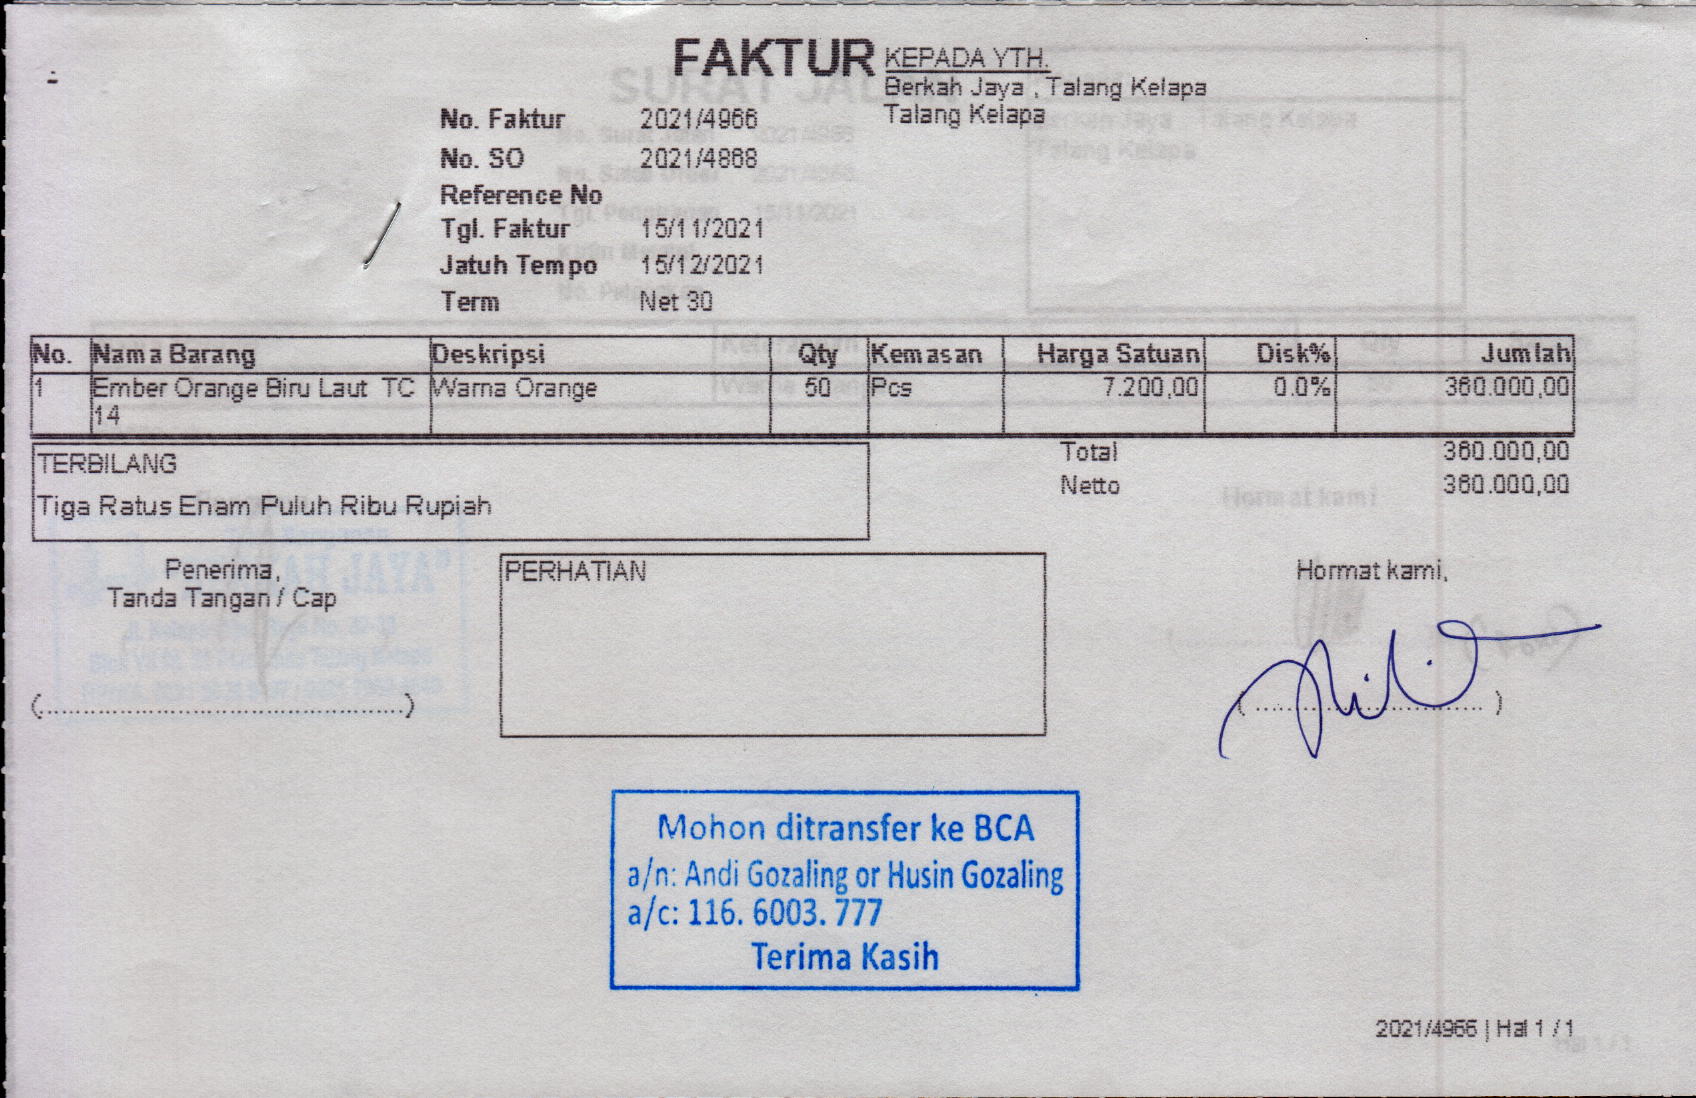 FAKTUR
KEPADA YTH.
Berkah Jaya , Talang Kelapa
Talang Kelapa
No. Faktur 2021/4966
No. SO 2021/4868
Reference No
Tgl. Faktur 15/11/2021
Jatuh Tempo 15/12/2021
Term Net 30
No. Nama Barang Deskripsi Qty Kemasan Harga Satuan Disk% Jumlah
1 Ember Orange Biru Laut TC Warna Orange 50 Pcs 7.200,00 0.0% 360.000,00
14
TERBILANG
Tiga Ratus Enam Puluh Ribu Rupiah
Total 360.000,00
Netto 360.000,00
Penerima,
Tanda Tangan / Cap
(..............................................)
PERHATIAN
Hormat kami,
(.............................)
Mohon ditransfer ke BCA
a/n: Andi Gozaling or Husin Gozaling
a/c: 116. 6003. 777
Terima Kasih
2021/4966 | Hal 1 / 1